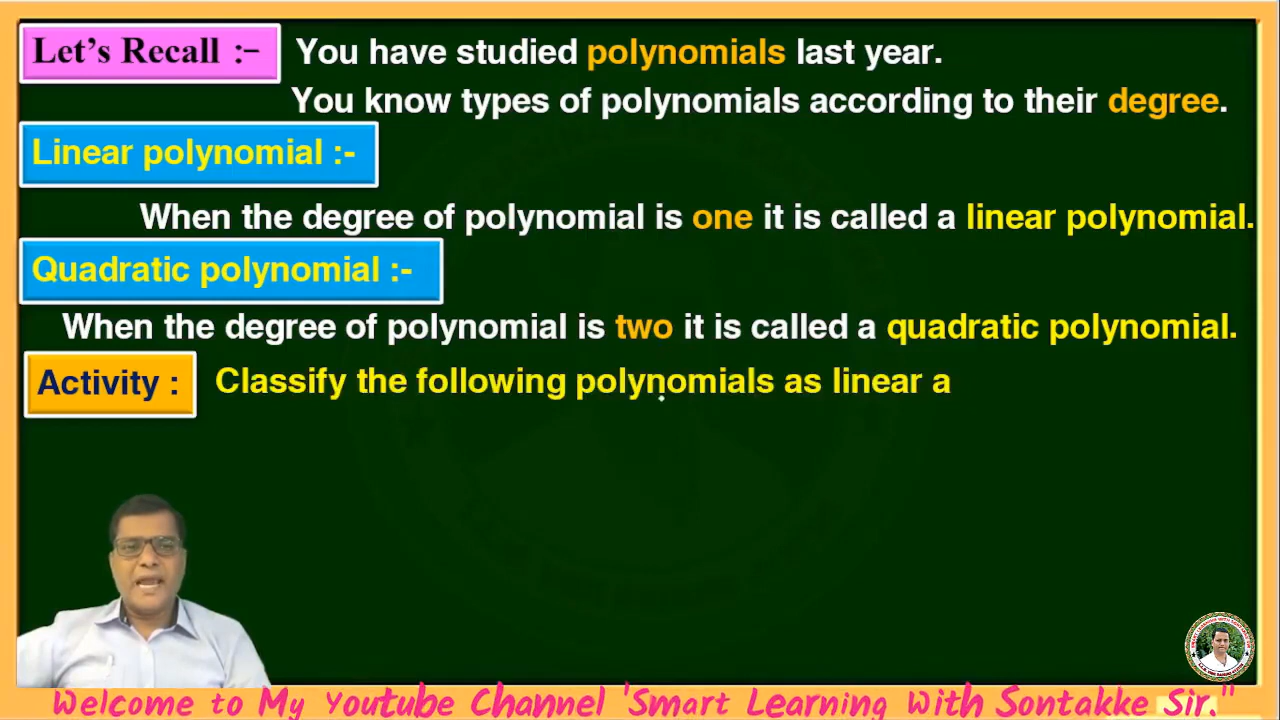 Let's Recall :-
You have studied polynomials last year.
You know types of polynomials according to their degree.
Linear polynomial :-
When the degree of polynomial is one it is called a linear polynomial.
Quadratic polynomial :-
When the degree of polynomial is two it is called a quadratic polynomial.
Activity :
Classify the following polynomials as linear a
Welcome to My Youtube Channel 'Smart Learning With Sontakke Sir."